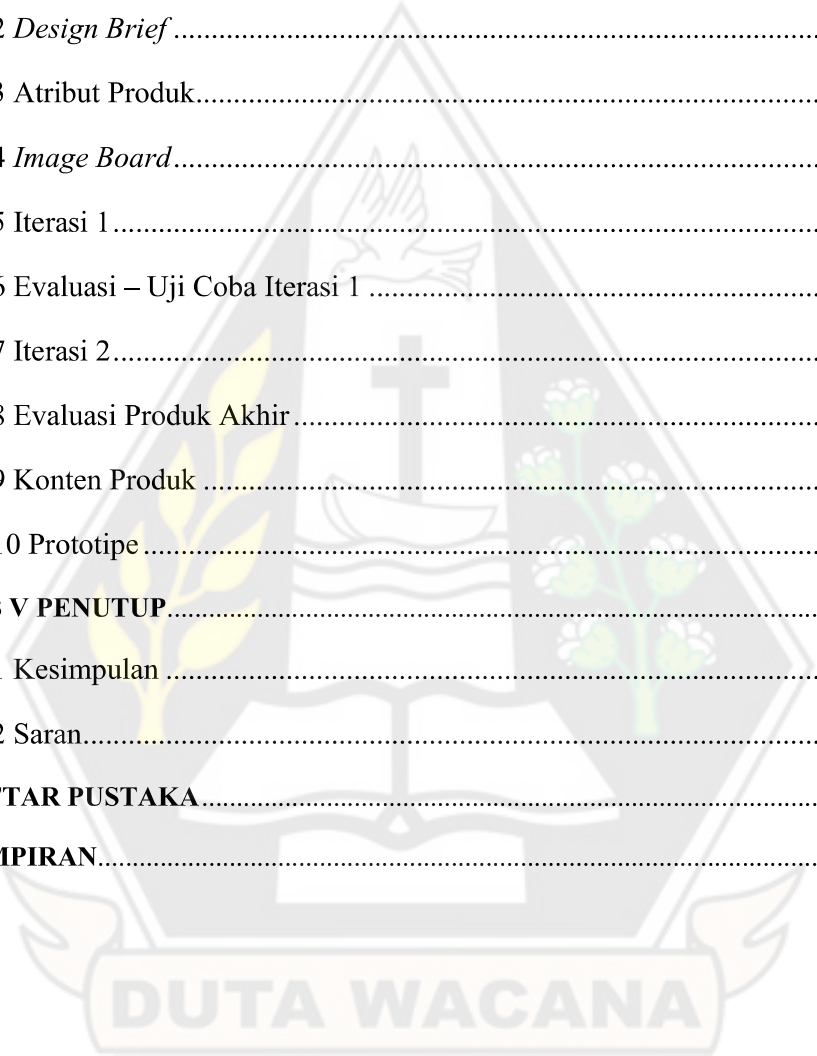 2 Design Brief ................................................................................
3 Atribut Produk................................................................................
4 Image Board................................................................................
5 Iterasi 1................................................................................
6 Evaluasi – Uji Coba Iterasi 1 ............................................................
7 Iterasi 2................................................................................
8 Evaluasi Produk Akhir ................................................................
9 Konten Produk ................................................................................
10 Prototipe ................................................................................
V PENUTUP................................................................................
1 Kesimpulan ................................................................................
2 Saran................................................................................
TAR PUSTAKA................................................................................
MPIRAN................................................................................
DUTA WACANA